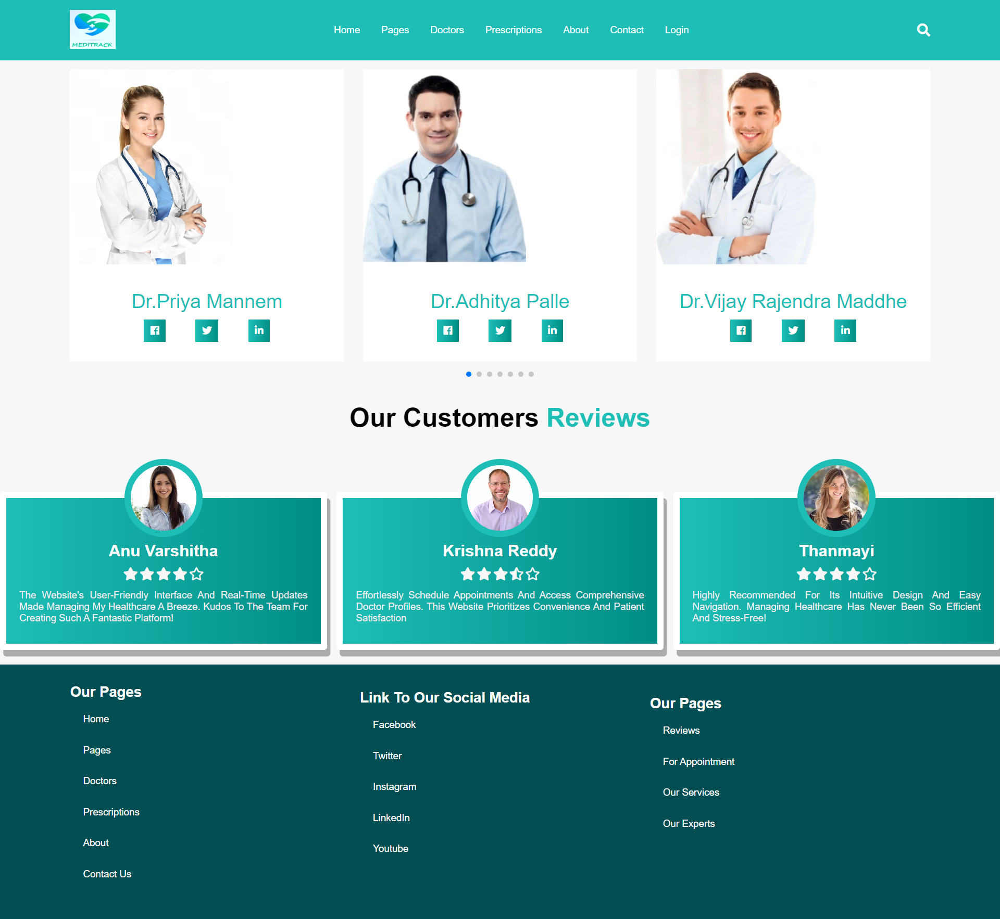 MEDITRACK
Home Pages Doctors Prescriptions About Contact Login
Dr.Priya Mannem
Dr.Adhitya Palle
Dr.Vijay Rajendra Maddhe
Our Customers Reviews
Anu Varshitha
The Website's User-Friendly Interface And Real-Time Updates
Made Managing My Healthcare A Breeze. Kudos To The Team For
Creating Such A Fantastic Platform!
Krishna Reddy
Effortlessly Schedule Appointments And Access Comprehensive
Doctor Profiles. This Website Prioritizes Convenience And Patient
Satisfaction
Thanmayi
Highly Recommended For Its Intuitive Design And Easy
Navigation. Managing Healthcare Has Never Been So Efficient
And Stress-Free!
Our Pages
Home
Pages
Doctors
Prescriptions
About
Contact Us
Link To Our Social Media
Facebook
Twitter
Instagram
LinkedIn
Youtube
Our Pages
Reviews
For Appointment
Our Services
Our Experts